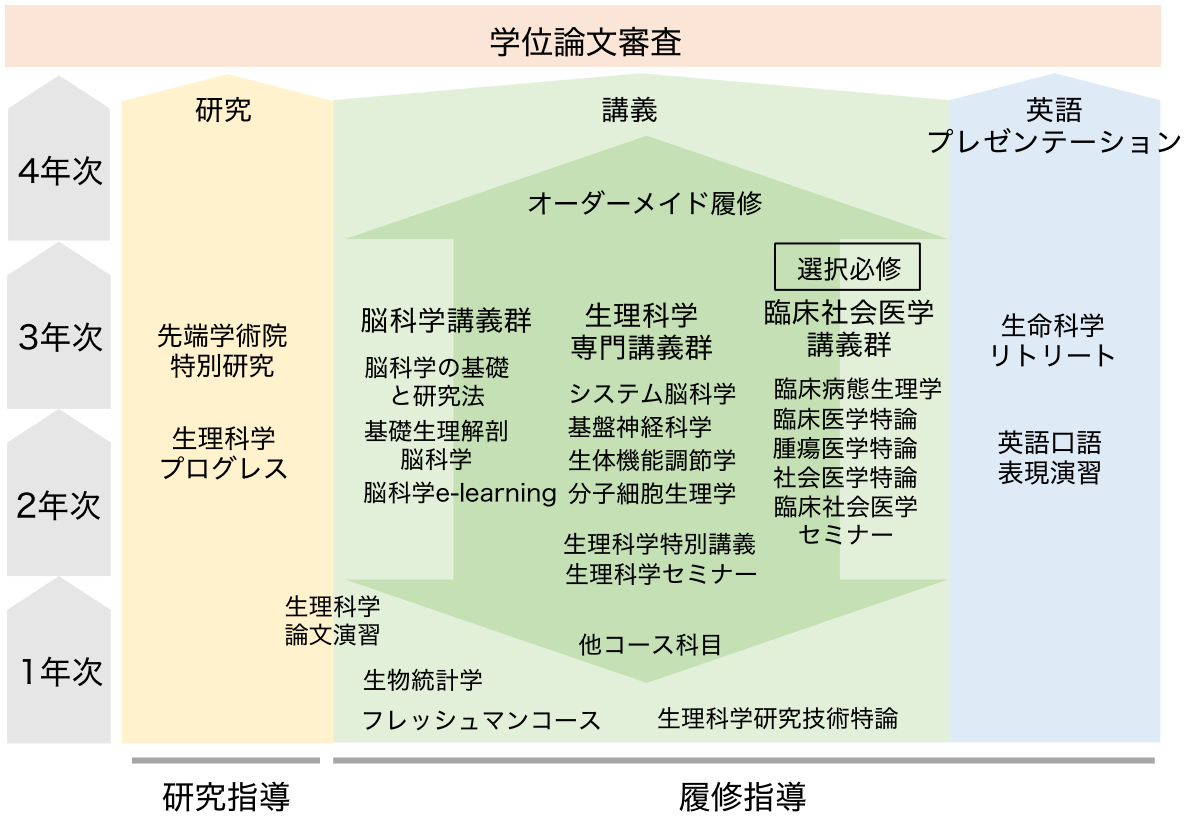 学位論文審査
4年次
3年次
2年次
1年次
研究
先端学術院
特別研究
生理科学
プログレス
生理科学
論文演習
講義
オーダーメイド履修
脳科学講義群
脳科学の基礎
と研究法
基礎生理解剖
脳科学
脳科学e-learning
生理科学
専門講義群
システム脳科学
基盤神経科学
生体機能調節学
分子細胞生理学
生理科学特別講義
生理科学セミナー
選択必修
臨床社会医学
講義群
臨床病態生理学
臨床医学特論
腫瘍医学特論
社会医学特論
臨床社会医学
セミナー
他コース科目
生物統計学
フレッシュマンコース
生理科学研究技術特論
英語
プレゼンテーション
生命科学
リトリート
英語口語
表現演習
研究指導
履修指導